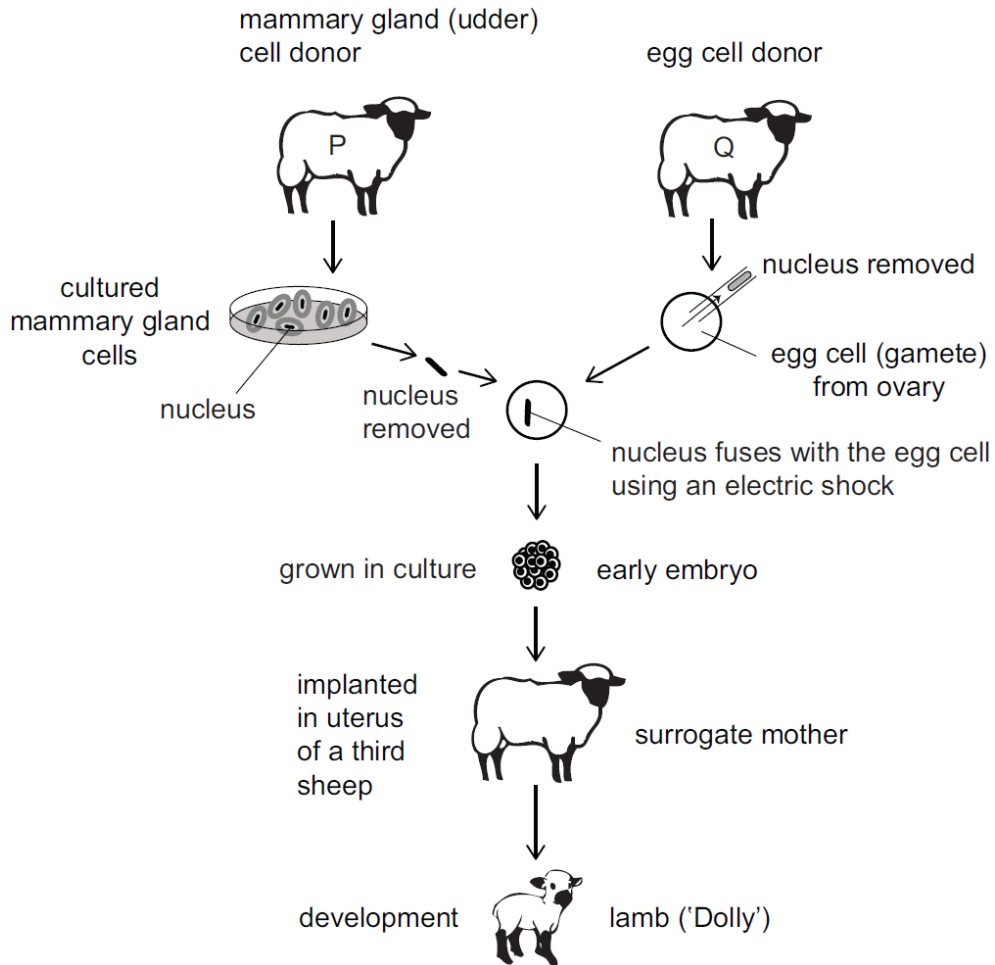 mammary gland (udder)
cell donor
egg cell donor
P
Q
nucleus removed
cultured
mammary gland
cells
egg cell (gamete)
from ovary
nucleus
nucleus
removed
nucleus fuses with the egg cell
using an electric shock
grown in culture
early embryo
implanted
in uterus
of a third
sheep
surrogate mother
development
lamb (‘Dolly’)